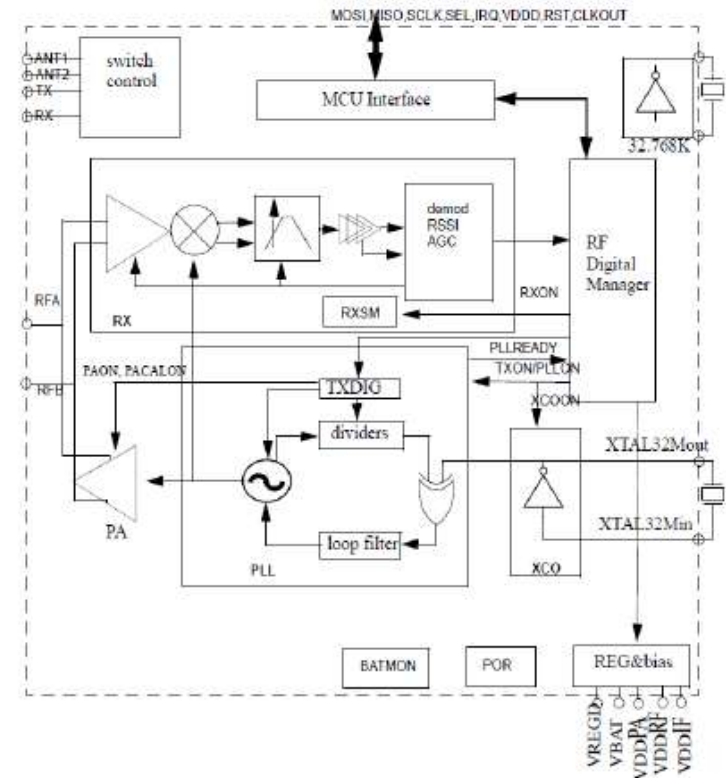 MOSI,MISO,SCLK,SEL,IRQ,VDDD,RST,CLKOUT
ANT1
ANT2
TX
RX
switch
control
MCU Interface
32.768K
demod
RSSI
AGC
RF
Digital
Manager
RFA
RX
RXSM
RXON
PLLREADY
TXON/PLLON
XCOON
RFB
PAON, PACALON
TXDIG
dividers
XTAL32Mout
PA
loop filter
XTAL32Min
PLL
XCO
BATMON
POR
REG&bias
VREGD
VBAT
VDDPA
VDDRF
VDDIF